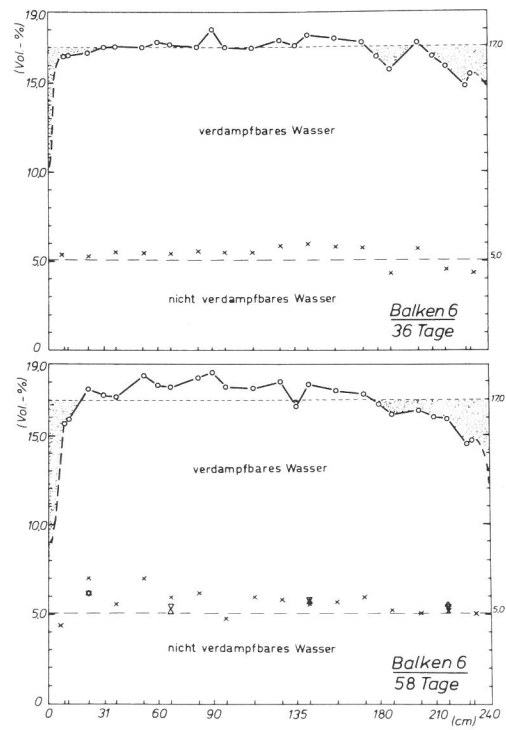 19,0
(Vol.-%)
17,0
15,0
verdampfbares Wasser
10,0
5,0
5,0
nicht verdampfbares Wasser
Balken 6
36 Tage
0
19,0
(Vol.-%)
17,0
15,0
verdampfbares Wasser
10,0
5,0
5,0
nicht verdampfbares Wasser
Balken 6
58 Tage
0
0 31 60 90 135 180 210 240
(cm)